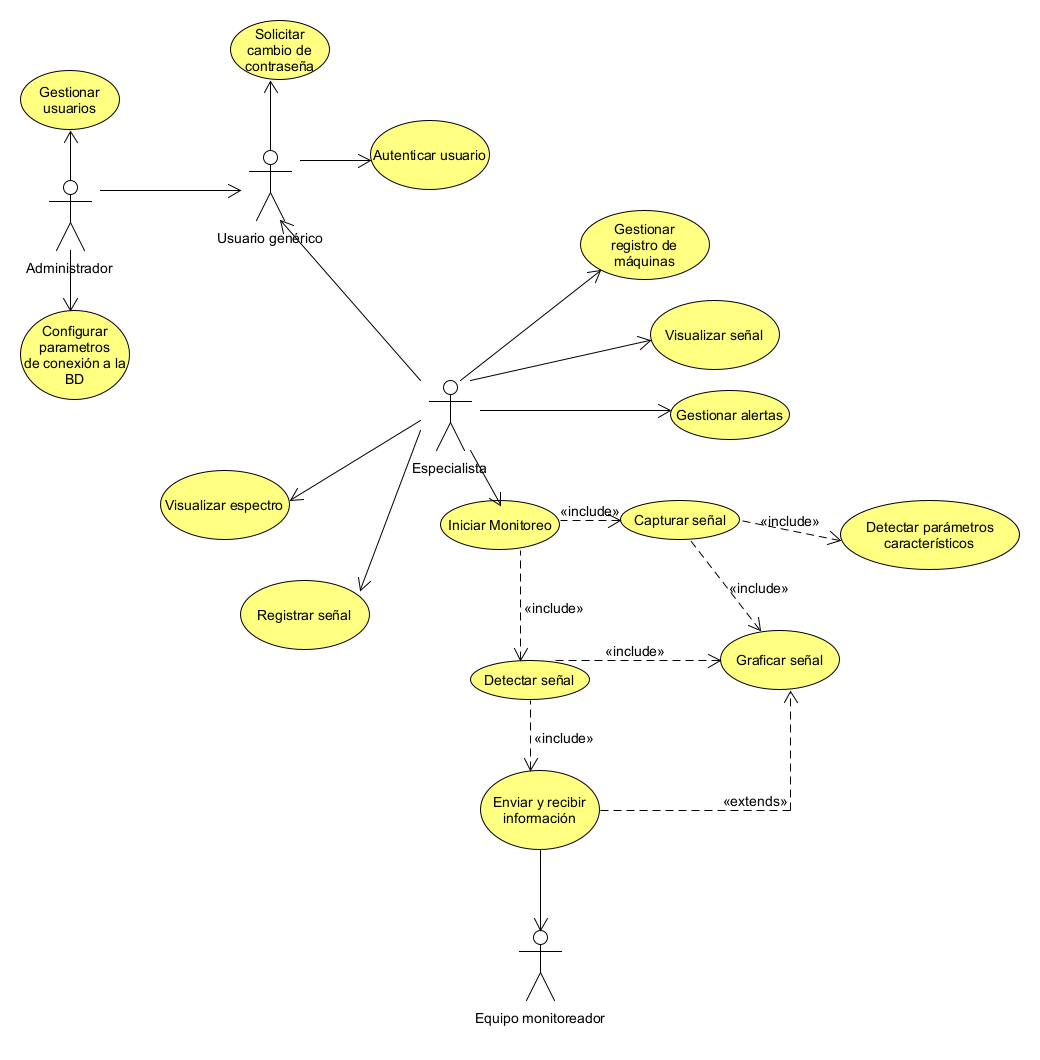 Solicitar
cambio de
contraseña
Gestionar
usuarios
Autenticar usuario
Usuario genérico
Administrador
Gestionar
registro de
máquinas
Configurar
parametros
de conexión a la
BD
Visualizar señal
Gestionar alertas
Especialista
Visualizar espectro
Iniciar Monitoreo
«include»
Capturar señal
«include»
Detectar parámetros
característicos
«include»
Registrar señal
«include»
«include»
Graficar señal
Detectar señal
«include»
Enviar y recibir
información
«extends»
Equipo monitoreador